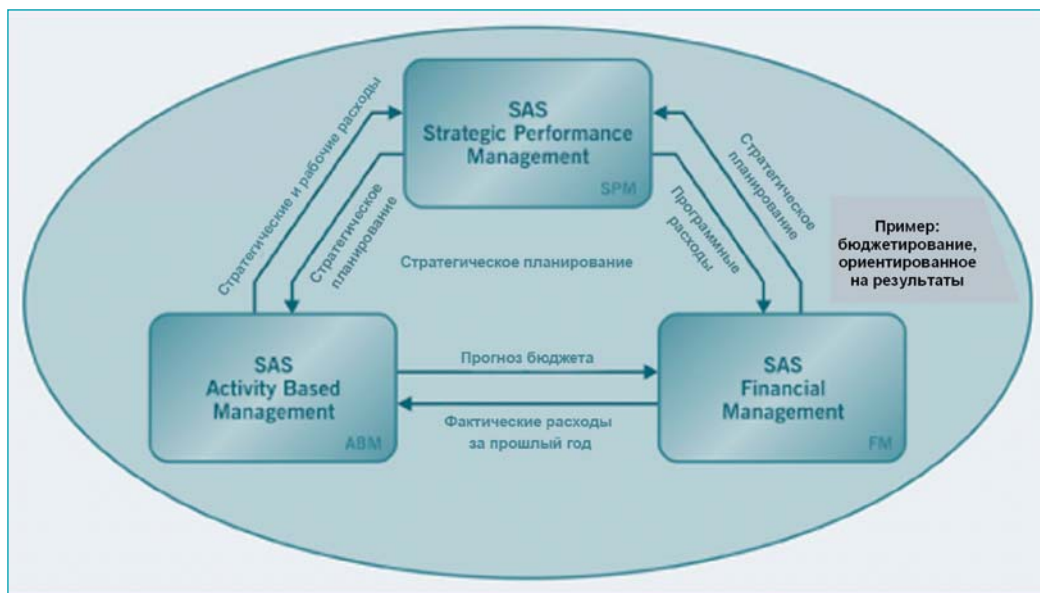 SAS
Strategic Performance
Management
SPM
Стратегические и рабочие расходы
Стратегическое
планирование
Программные
расходы
Стратегическое
планирование
Стратегическое планирование
Пример:
бюджетирование,
ориентированное
на результаты
SAS
Activity Based
Management
ABM
Прогноз бюджета
Фактические расходы
за прошлый год
SAS
Financial
Management
FM